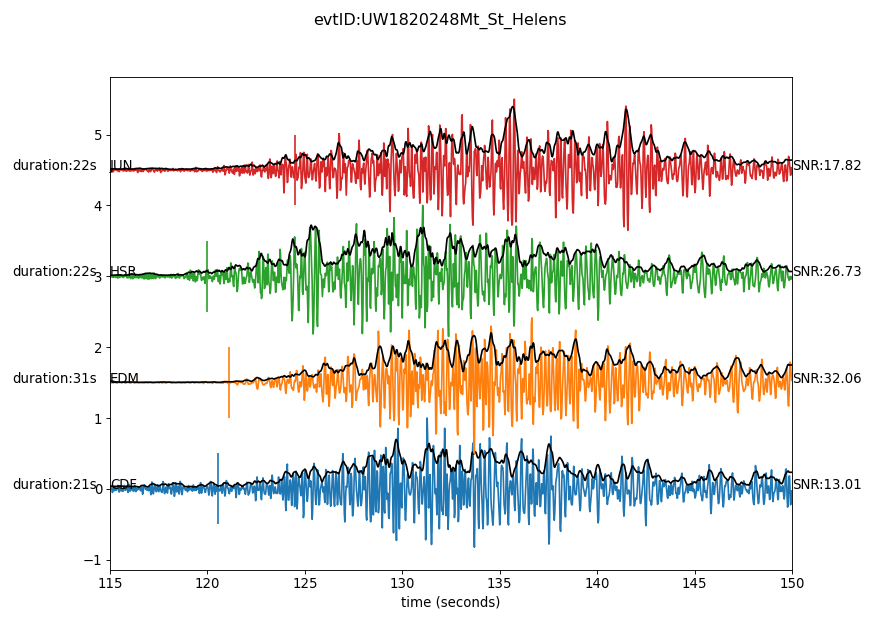 evtID:UW1820248Mt_St_Helens
5
duration:22s JUN SNR:17.82
4
duration:22s HSR SNR:26.73
3
2
duration:31s EDM SNR:32.06
1
duration:21s CDF SNR:13.01
0
−1
115 120 125 130 135 140 145 150
time (seconds)